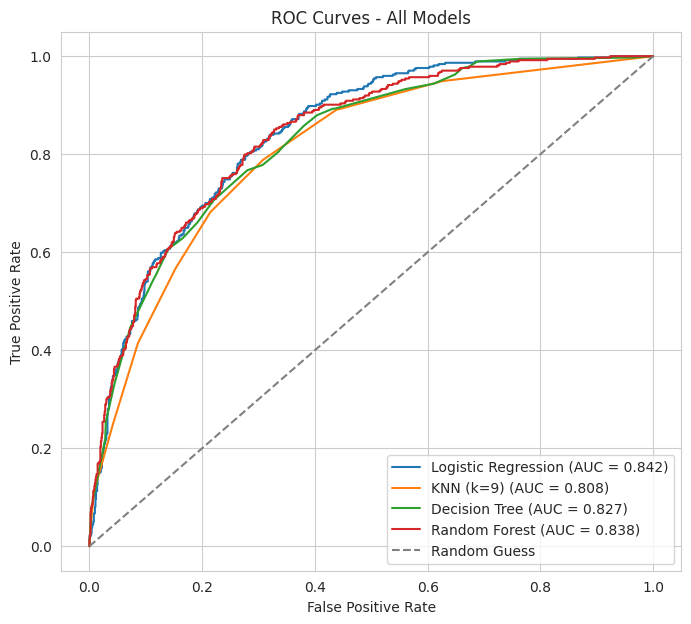 ROC Curves - All Models
True Positive Rate
1.0
0.8
0.6
0.4
0.2
0.0
Logistic Regression (AUC = 0.842)
KNN (k=9) (AUC = 0.808)
Decision Tree (AUC = 0.827)
Random Forest (AUC = 0.838)
Random Guess
0.0 0.2 0.4 0.6 0.8 1.0
False Positive Rate